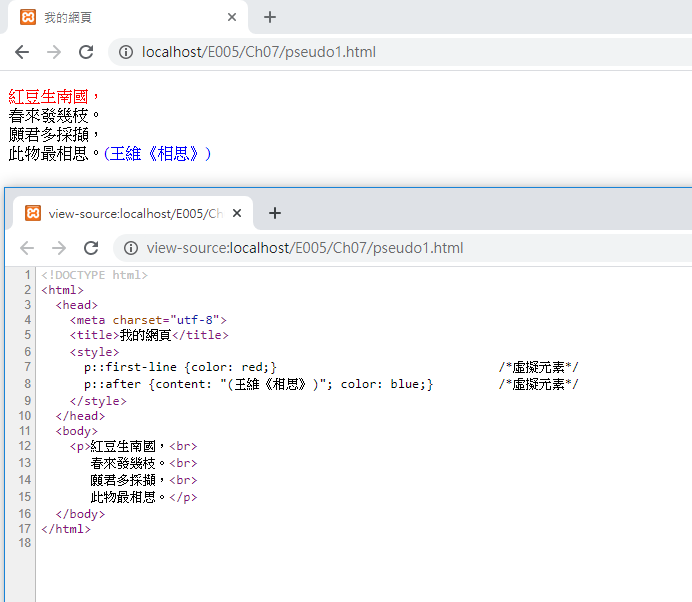 我的網頁
localhost/E005/Ch07/pseudo1.html
紅豆生南國，
春來發幾枝。
願君多採擷，
此物最相思。(王維《相思》)
view-source:localhost/E005/Ch
view-source:localhost/E005/Ch07/pseudo1.html
1 <!DOCTYPE html>
2 <html>
3 <head>
4 <meta charset="utf-8">
5 <title>我的網頁</title>
6 <style>
7 p::first-line {color: red;} /*虛擬元素*/
8 p::after {content: "(王維《相思》)"; color: blue;} /*虛擬元素*/
9 </style>
10 </head>
11 <body>
12 <p>紅豆生南國，<br>
13 春來發幾枝。<br>
14 願君多採擷，<br>
15 此物最相思。</p>
16 </body>
17 </html>
18